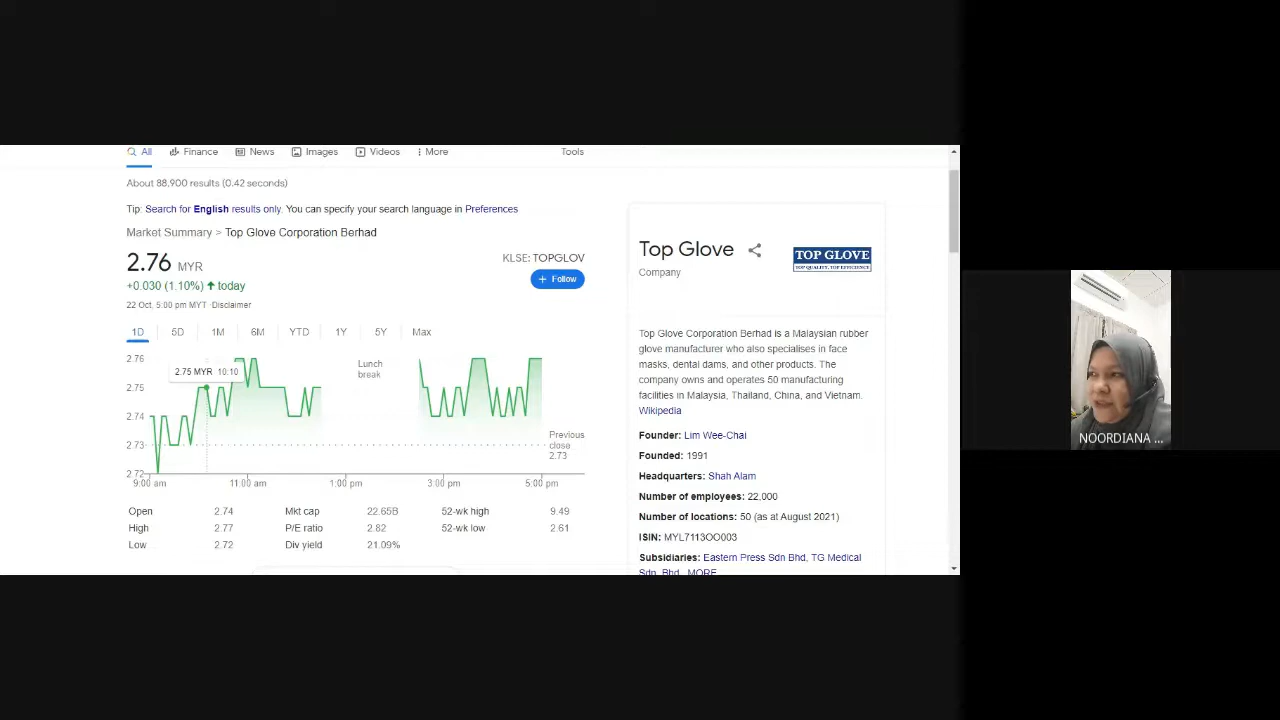 All Finance News Images Videos More Tools
About 88,900 results (0.42 seconds)
Tip: Search for English results only. You can specify your search language in Preferences
Market Summary > Top Glove Corporation Berhad
2.76 MYR
KLSE: TOPGLOV
+0.030 (1.10%) ↑ today
+ Follow
22 Oct, 5:00 pm MYT · Disclaimer
1D 5D 1M 6M YTD 1Y 5Y Max
2.76
2.75
2.74
2.73
2.72
2.75 MYR 10:10
Lunch
break
Previous
close
2.73
9:00 am 11:00 am 1:00 pm 3:00 pm 5:00 pm
Open 2.74 Mkt cap 22.65B 52-wk high 9.49
High 2.77 P/E ratio 2.82 52-wk low 2.61
Low 2.72 Div yield 21.09%
Top Glove
Company
TOP GLOVE
TOP QUALITY, TOP EFFICIENCY
Top Glove Corporation Berhad is a Malaysian rubber
glove manufacturer who also specialises in face
masks, dental dams, and other products. The
company owns and operates 50 manufacturing
facilities in Malaysia, Thailand, China, and Vietnam.
Wikipedia
Founder: Lim Wee-Chai
Founded: 1991
Headquarters: Shah Alam
Number of employees: 22,000
Number of locations: 50 (as at August 2021)
ISIN: MYL7113OO003
Subsidiaries: Eastern Press Sdn Bhd, TG Medical
Sdn. Bhd., MORE
NOORDIANA ...